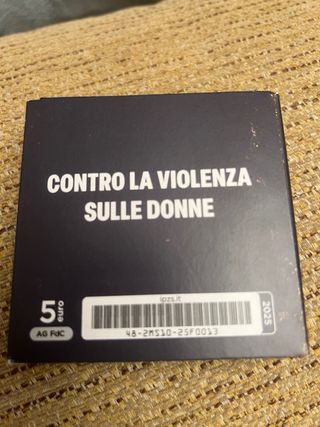 CONTRO LA VIOLENZA
SULLE DONNE
5 euro
AG FdC
ipzs.it
48-2MS10-25F0013
2025